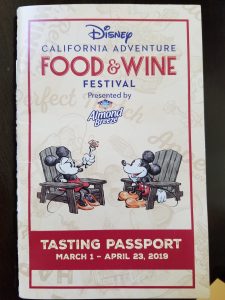 Disney
CALIFORNIA ADVENTURE
FOOD & WINE
FESTIVAL
Presented by
Almond
Breeze
TASTING PASSPORT
MARCH 1 – APRIL 23, 2019